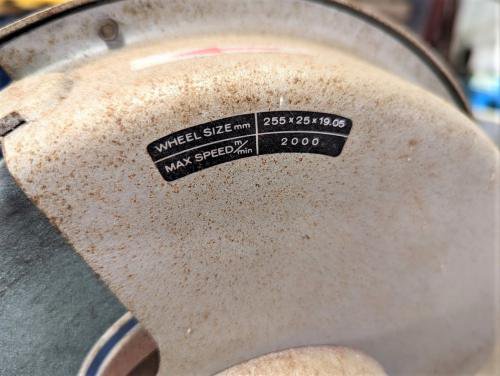 WHEEL SIZE mm 255 x 25 x 19.05
MAX SPEED m/min 2000